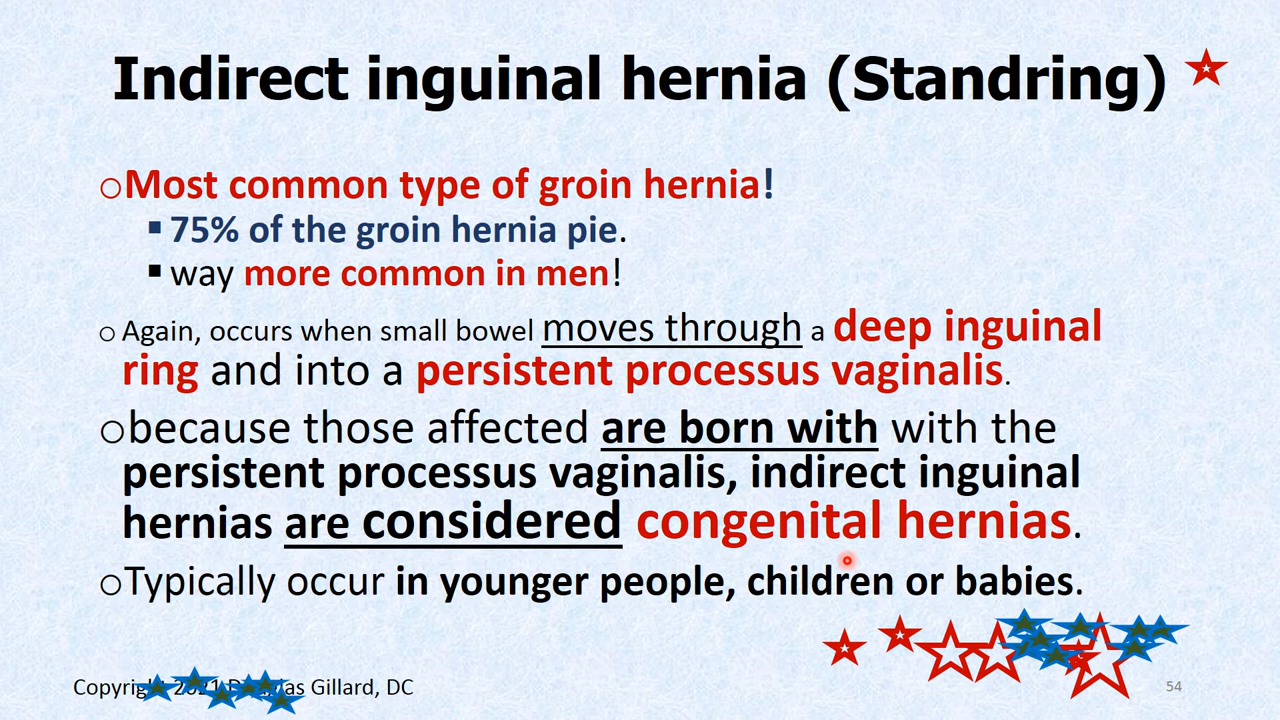 Indirect inguinal hernia (Standring)
Most common type of groin hernia!
75% of the groin hernia pie.
way more common in men!
Again, occurs when small bowel moves through a deep inguinal
ring and into a persistent processus vaginalis.
because those affected are born with with the
persistent processus vaginalis, indirect inguinal
hernias are considered congenital hernias.
Typically occur in younger people, children or babies.
Copyright 2021 Douglas Gillard, DC
54